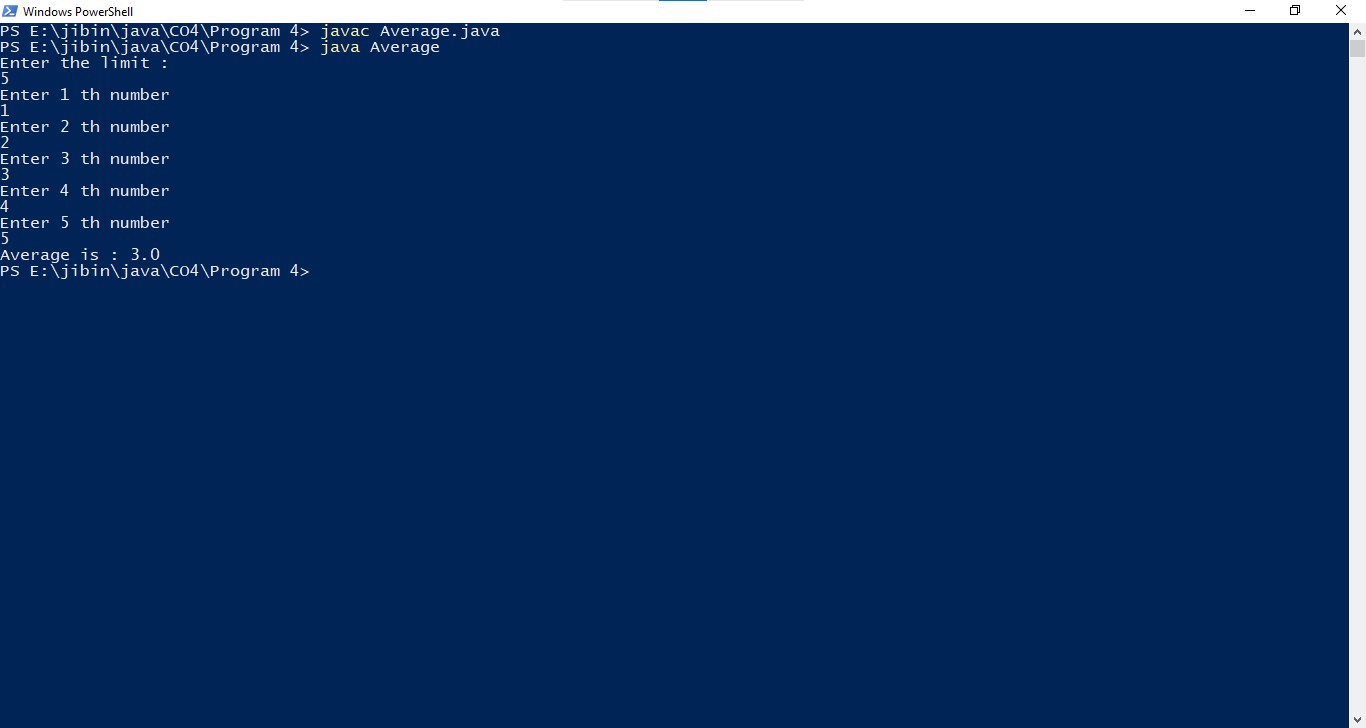 Windows PowerShell
PS E:\jibin\java\CO4\Program 4> javac Average.java
PS E:\jibin\java\CO4\Program 4> java Average
Enter the limit :
5
Enter 1 th number
1
Enter 2 th number
2
Enter 3 th number
3
Enter 4 th number
4
Enter 5 th number
5
Average is : 3.0
PS E:\jibin\java\CO4\Program 4>